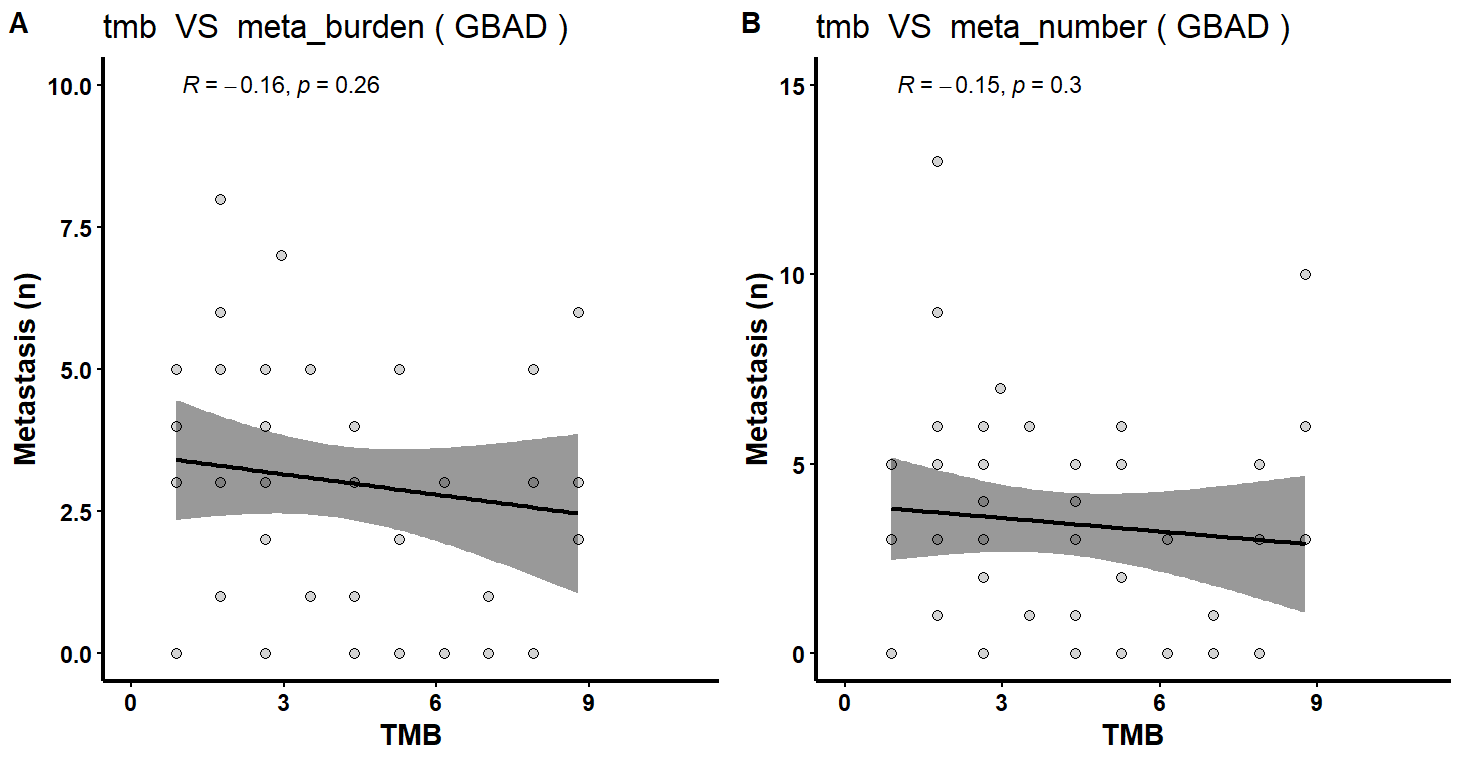 A
tmb VS meta_burden ( GBAD )
R = −0.16, p = 0.26
10.0
7.5
5.0
2.5
0.0
Metastasis (n)
0 3 6 9
TMB
B
tmb VS meta_number ( GBAD )
R = −0.15, p = 0.3
15
10
5
0
Metastasis (n)
0 3 6 9
TMB